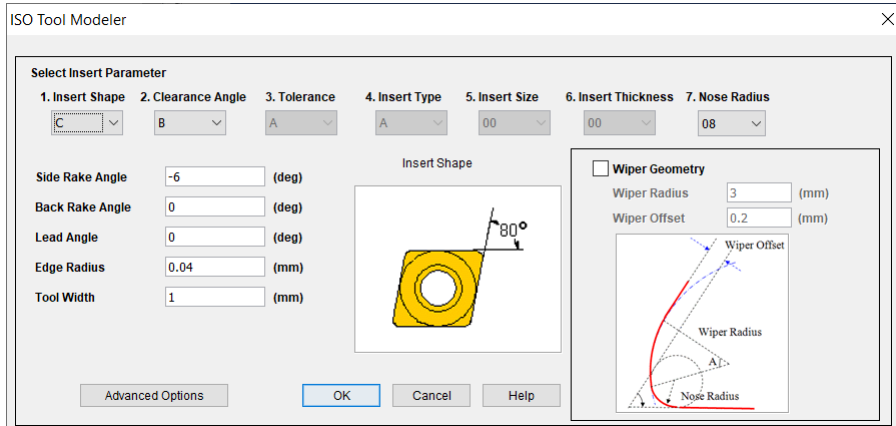 ISO Tool Modeler
Select Insert Parameter
1. Insert Shape 2. Clearance Angle 3. Tolerance 4. Insert Type 5. Insert Size 6. Insert Thickness 7. Nose Radius
C B A A 00 00 08
Side Rake Angle -6 (deg)
Back Rake Angle 0 (deg)
Lead Angle 0 (deg)
Edge Radius 0.04 (mm)
Tool Width 1 (mm)
Insert Shape
80°
Wiper Geometry
Wiper Radius 3 (mm)
Wiper Offset 0.2 (mm)
Wiper Offset
Wiper Radius
A
Nose Radius
Advanced Options OK Cancel Help